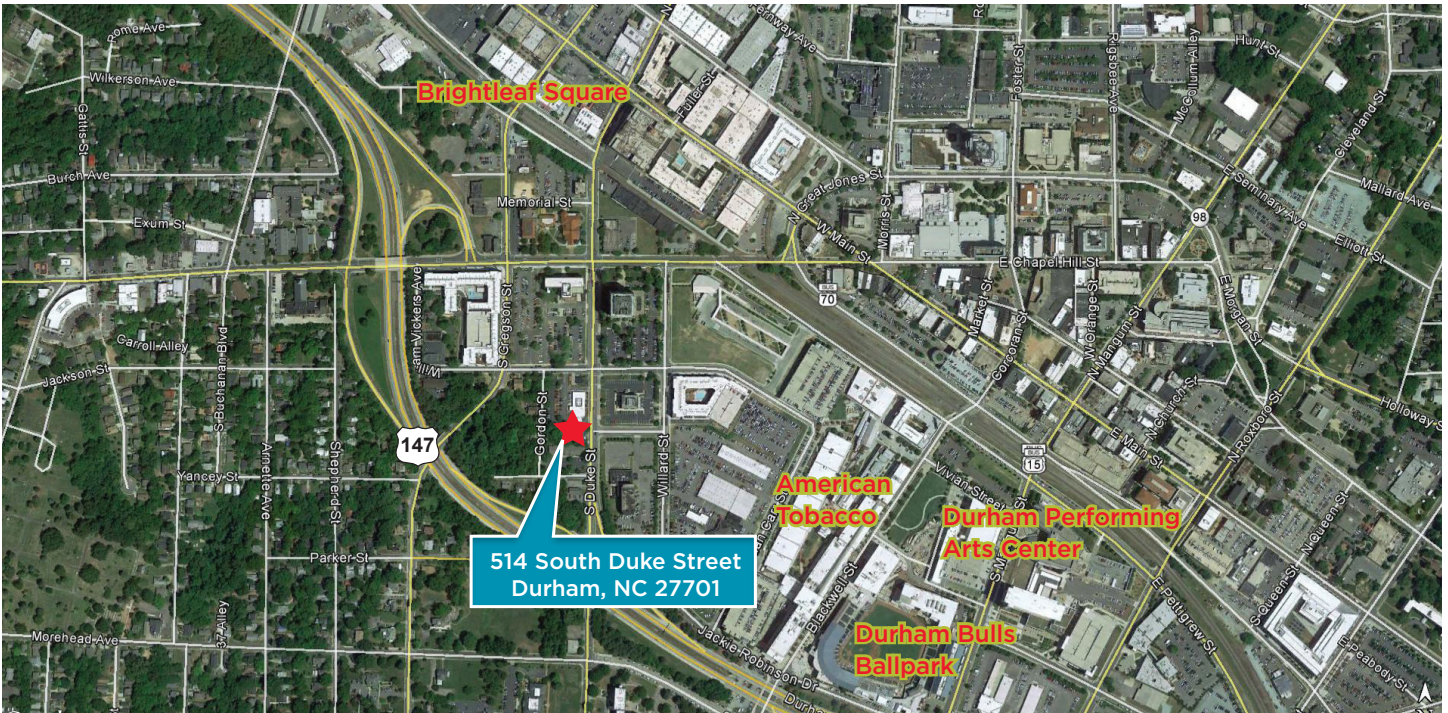 Rome Ave
Fernway Ave
Hunt St
Wilkerson Ave
Brightleaf Square
Fuller St
Foster St
Rigsbee Ave
McCollum Alley
Cleveland St
Gattis St
Burch Ave
E Seminary Ave
Mallard Ave
N Great Jones St
Memorial St
Morris St
Exum St
W Main St
98
Elliott St
E Chapel Hill St
BUS
70
William Vickers Ave
S Gregson St
Market St
W Orange St
N Mangum St
E Morgan St
Corcoran St
Carroll Alley
S Buchanan Blvd
Jackson St
Will
N Church St
Holloway S
Gordon St
147
E Main St
N Roxboro St
Arnette Ave
Shepherd St
S Duke St
Willard St
BUS
15
Yancey St
Vivian Street
American
Tobacco
Durham Performing
Arts Center
N Queen St
514 South Duke Street
Durham, NC 27701
Parker St
Blackwell St
S M
E Pettigrew St
S Queen St
37 Alley
Morehead Ave
Jackie Robinson Dr
Durham Bulls
Ballpark
E Peabody St
Durha